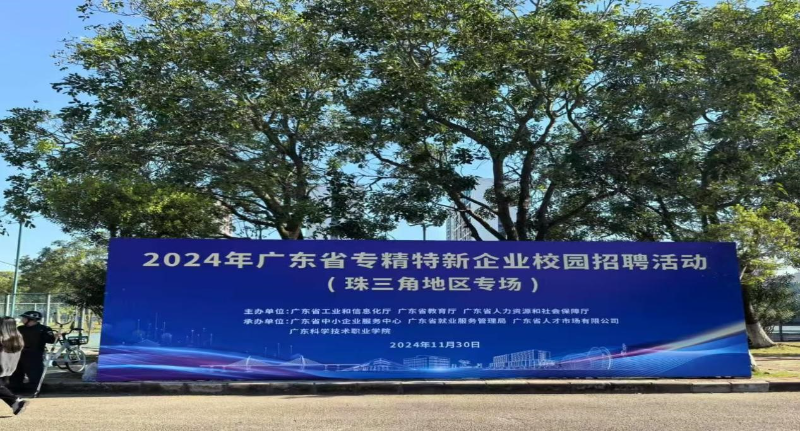 2024年广东省专精特新企业校园招聘活动
（珠三角地区专场）
主办单位:广东省工业和信息化厅 广东省教育厅 广东省人力资源和社会保障厅
承办单位:广东省中小企业服务中心 广东省就业服务管理局 广东省人才市场有限公司
广东科学技术职业学院
2024年11月30日